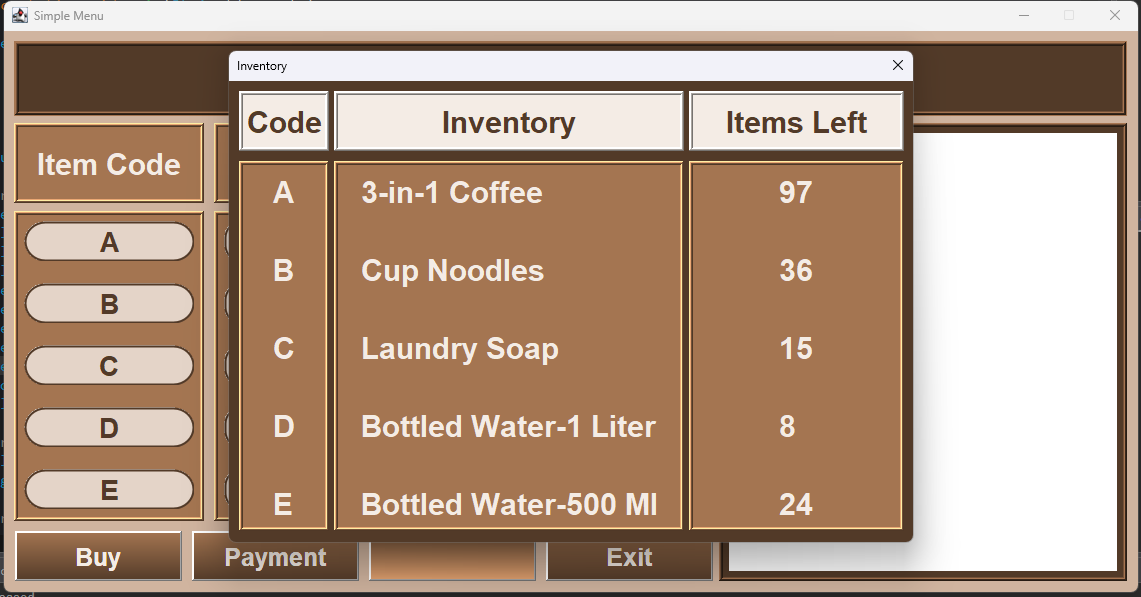 Simple Menu
Inventory
Code Inventory Items Left
Item Code
A 3-in-1 Coffee 97
B Cup Noodles 36
C Laundry Soap 15
D Bottled Water-1 Liter 8
E Bottled Water-500 Ml 24
A
B
C
D
E
Buy Payment Exit